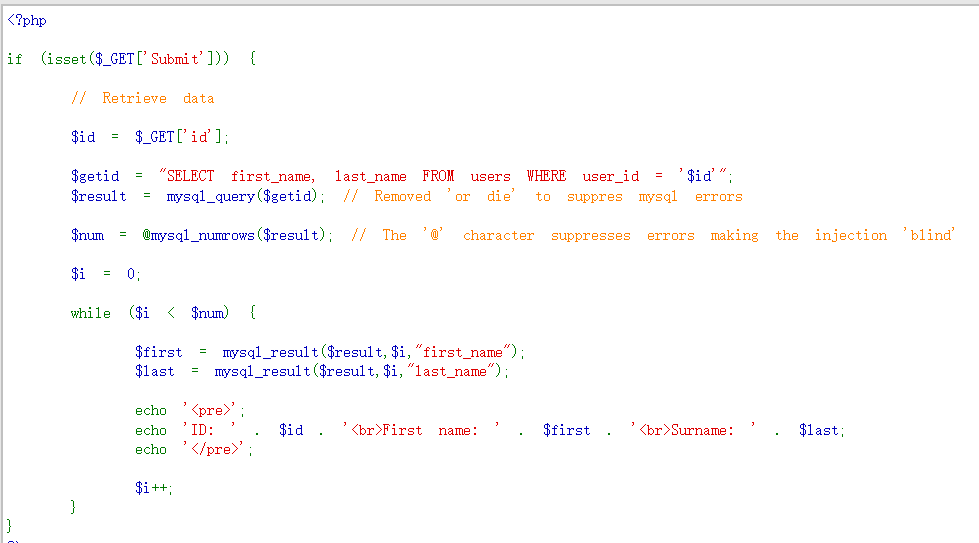 <?php
if (isset($_GET['Submit'])) {
// Retrieve data
$id = $_GET['id'];
$getid = "SELECT first_name, last_name FROM users WHERE user_id = '$id'";
$result = mysql_query($getid); // Removed 'or die' to suppres mysql errors
$num = @mysql_numrows($result); // The '@' character suppresses errors making the injection 'blind'
$i = 0;
while ($i < $num) {
$first = mysql_result($result,$i,"first_name");
$last = mysql_result($result,$i,"last_name");
echo '<pre>';
echo 'ID: ' . $id . '<br>First name: ' . $first . '<br>Surname: ' . $last;
echo '</pre>';
$i++;
}
}